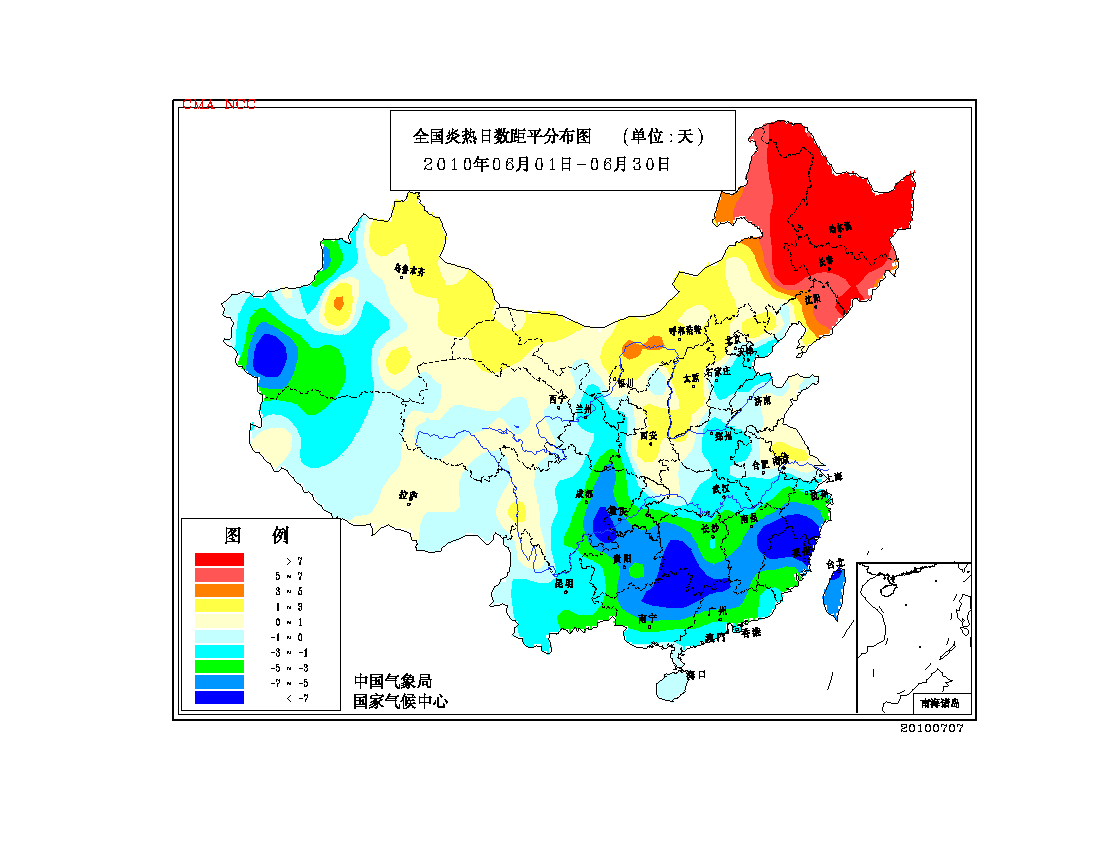 CMA NCC
全国炎热日数距平分布图 (单位:天)
2010年06月01日-06月30日
哈尔滨
长春
沈阳
乌鲁木齐
呼和浩特
北京
天津
银川
太原
石家庄
西宁
兰州
济南
西安
郑州
合肥
南京
上海
拉萨
成都
武汉
杭州
重庆
长沙
南昌
贵阳
福州
台北
昆明
广州
南宁
澳门
香港
海口
图 例
> 7
5 ~ 7
3 ~ 5
1 ~ 3
0 ~ 1
-1 ~ 0
-3 ~ -1
-5 ~ -3
-7 ~ -5
< -7
中国气象局
国家气候中心
南海诸岛
20100707